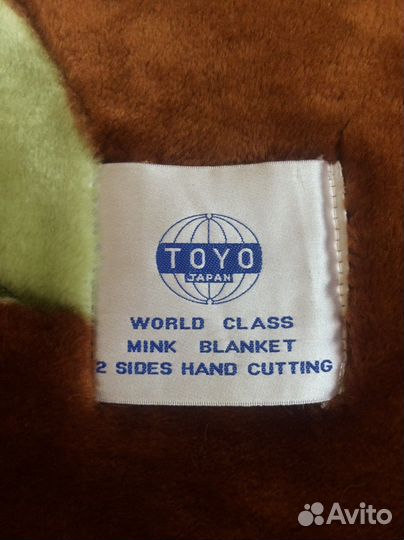 TOYO
JAPAN
WORLD CLASS
MINK BLANKET
2 SIDES HAND CUTTING
Avito